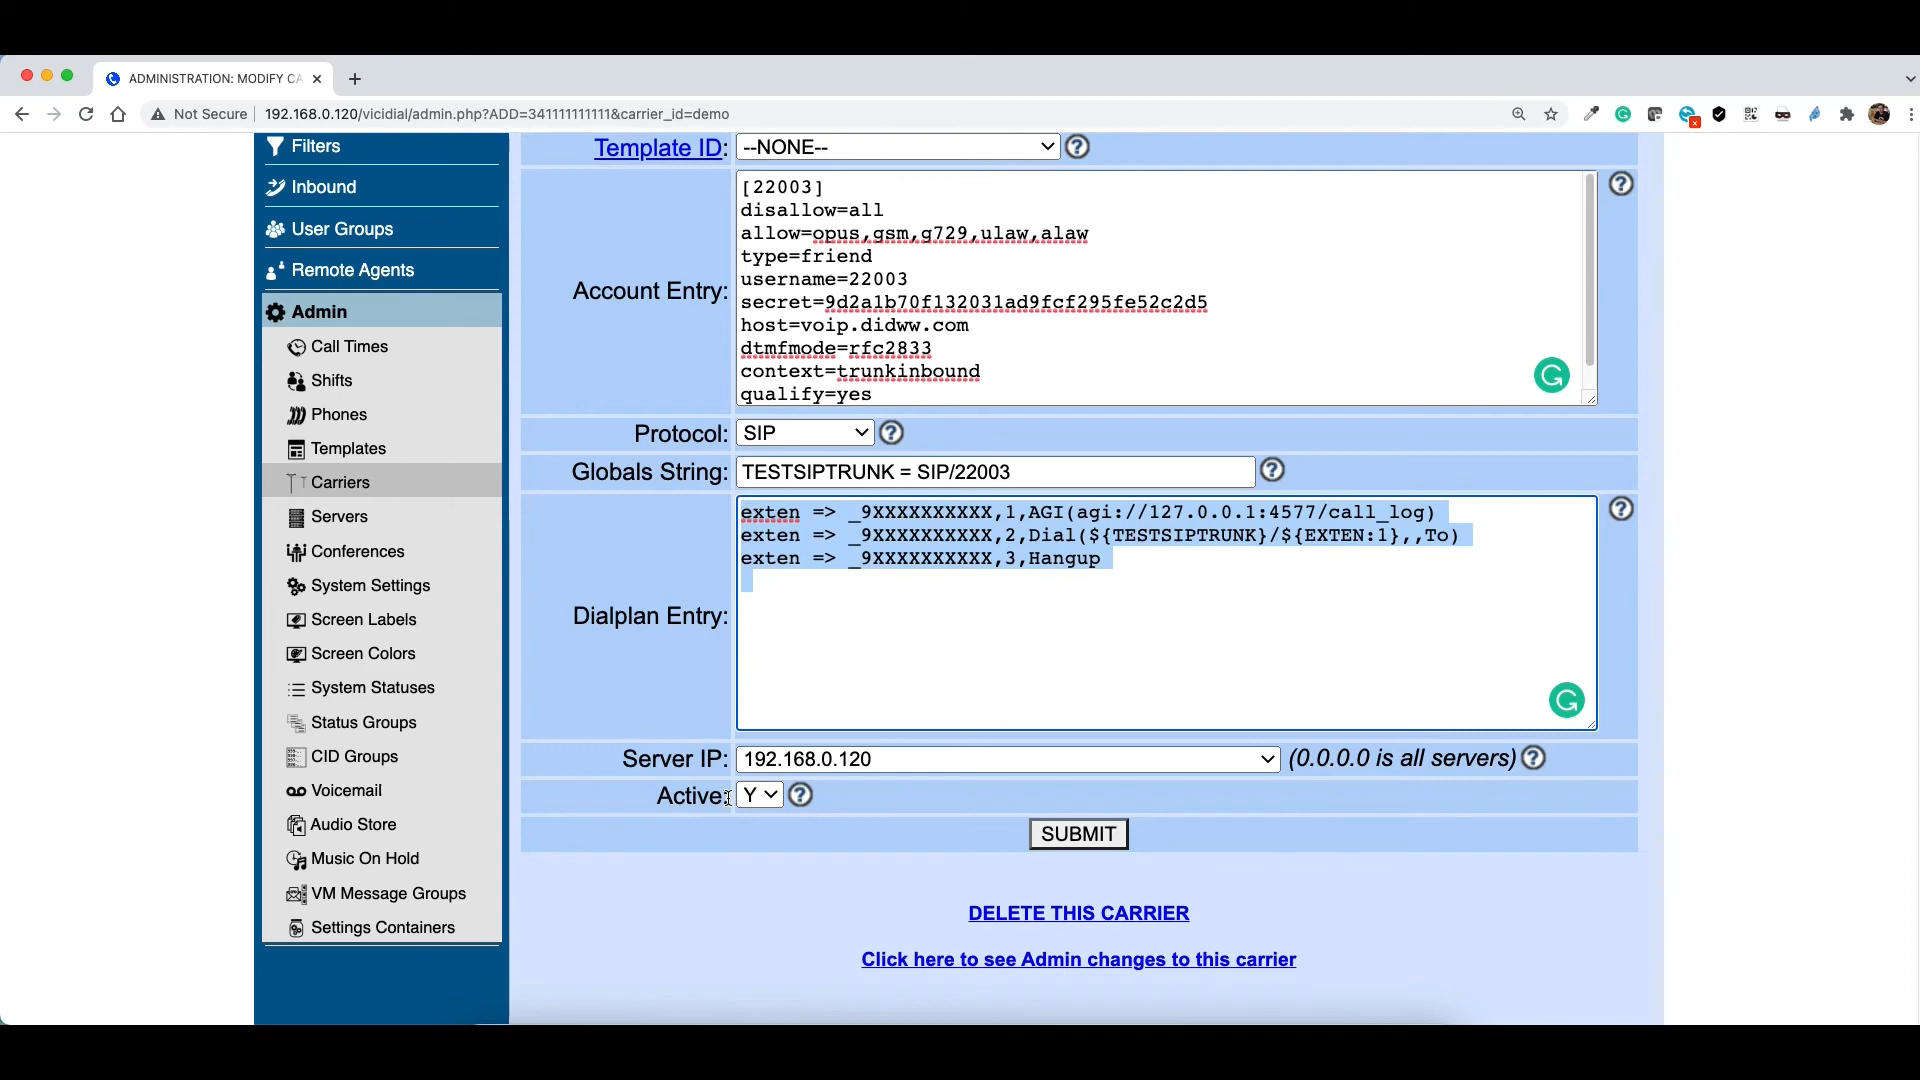 ADMINISTRATION: MODIFY CA
Not Secure
192.168.0.120/vicidial/admin.php?ADD=341111111111&carrier_id=demo
Filters
Inbound
User Groups
Remote Agents
Admin
Call Times
Shifts
Phones
Templates
Carriers
Servers
Conferences
System Settings
Screen Labels
Screen Colors
System Statuses
Status Groups
CID Groups
Voicemail
Audio Store
Music On Hold
VM Message Groups
Settings Containers
Template ID: --NONE--
Account Entry:
[22003]
disallow=all
allow=opus,gsm,g729,ulaw,alaw
type=friend
username=22003
secret=9d2a1b70f132031ad9fcf295fe52c2d5
host=voip.didww.com
dtmfmode=rfc2833
context=trunkinbound
qualify=yes
Protocol: SIP
Globals String: TESTSIPTRUNK = SIP/22003
Dialplan Entry:
exten => _9XXXXXXXXXX,1,AGI(agi://127.0.0.1:4577/call_log)
exten => _9XXXXXXXXXX,2,Dial(${TESTSIPTRUNK}/${EXTEN:1},,To)
exten => _9XXXXXXXXXX,3,Hangup
Server IP: 192.168.0.120 (0.0.0.0 is all servers)
Active: Y
SUBMIT
DELETE THIS CARRIER
Click here to see Admin changes to this carrier